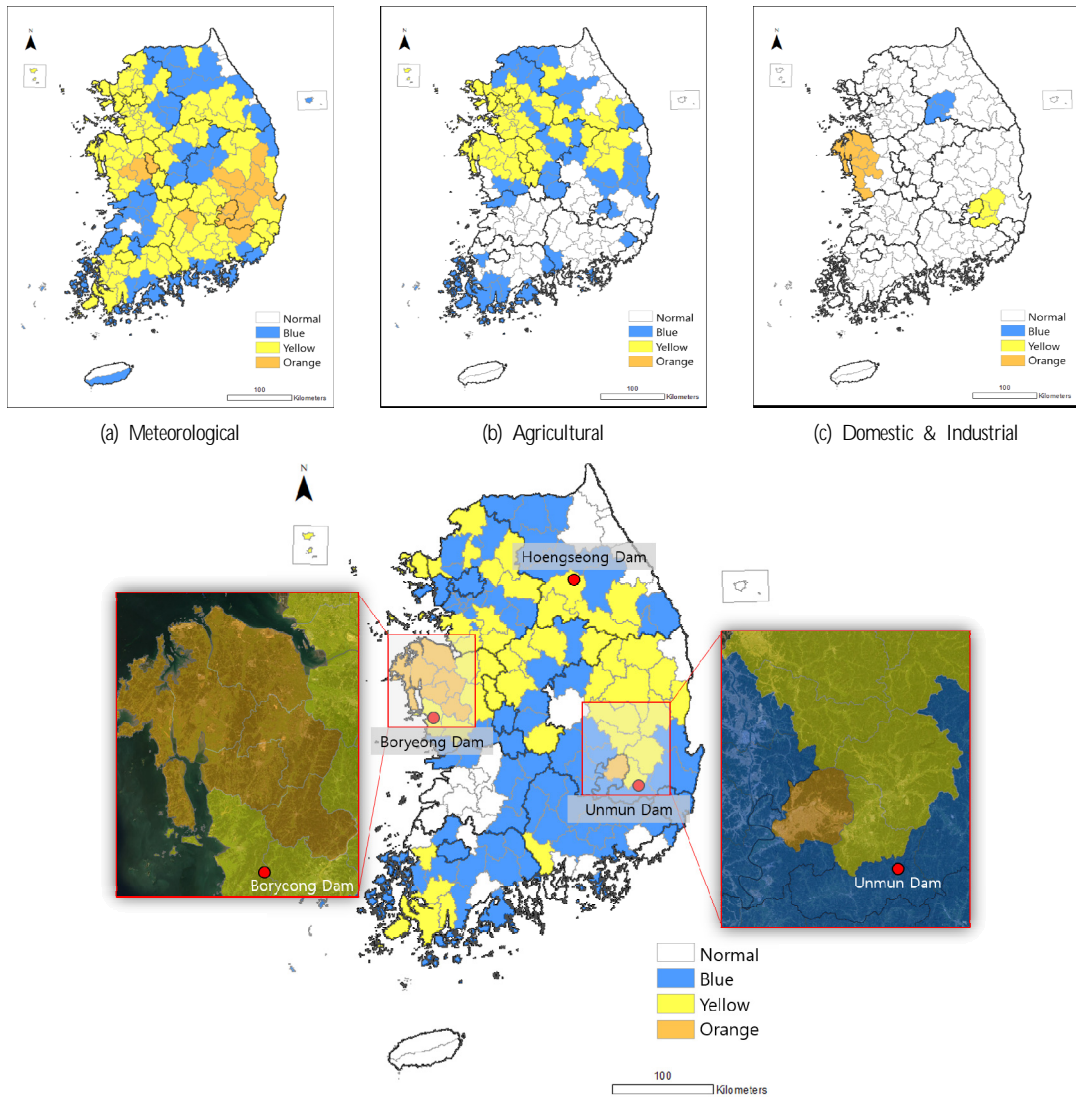 N
Normal
Blue
Yellow
Orange
100
Kilometers
(a) Meteorological
N
Normal
Blue
Yellow
Orange
100
Kilometers
(b) Agricultural
N
Normal
Blue
Yellow
Orange
100
Kilometers
(c) Domestic & Industrial
N
Hoengseong Dam
Boryeong Dam
Unmun Dam
Borycong Dam
Unmun Dam
Normal
Blue
Yellow
Orange
100
Kilometers